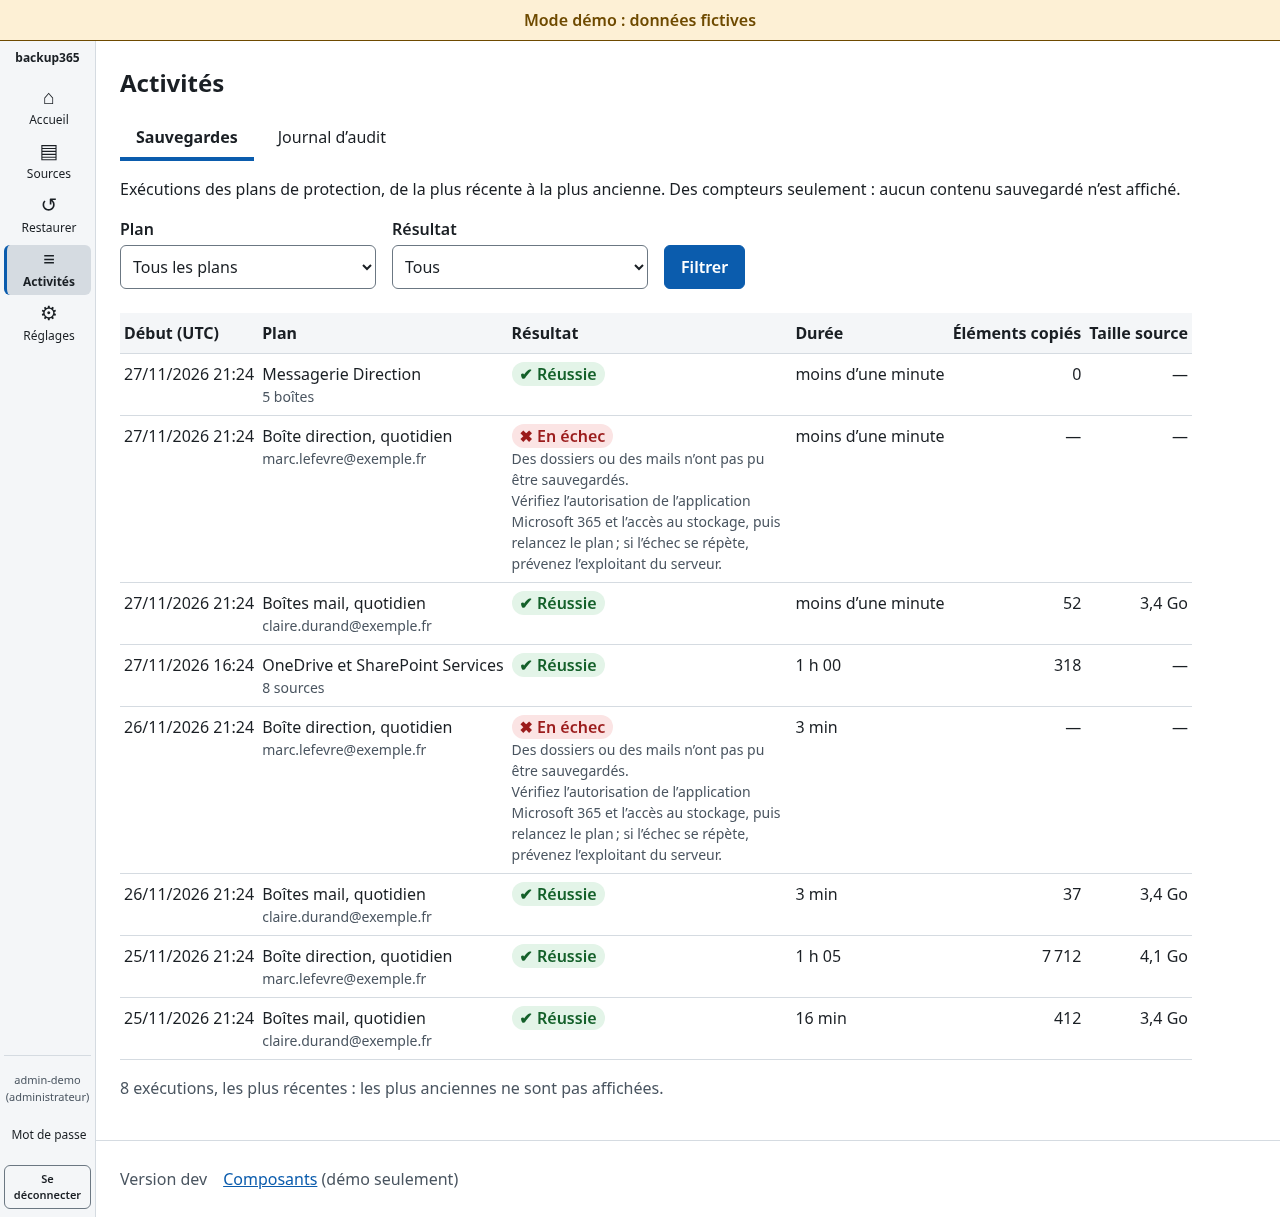 Mode démo : données fictives
backup365
Accueil
Sources
Restaurer
Activités
Réglages
admin-demo
(administrateur)
Mot de passe
Se
déconnecter
Activités
Sauvegardes
Journal d’audit
Exécutions des plans de protection, de la plus récente à la plus ancienne. Des compteurs seulement : aucun contenu sauvegardé n’est affiché.
Plan
Résultat
Tous les plans
Tous
Filtrer
Début (UTC) Plan Résultat Durée Éléments copiés Taille source
27/11/2026 21:24 Messagerie Direction ✔ Réussie moins d’une minute 0 —
5 boîtes
27/11/2026 21:24 Boîte direction, quotidien ✖ En échec moins d’une minute — —
marc.lefevre@exemple.fr Des dossiers ou des mails n’ont pas pu
être sauvegardés.
Vérifiez l’autorisation de l’application
Microsoft 365 et l’accès au stockage, puis
relancez le plan ; si l’échec se répète,
prévenez l’exploitant du serveur.
27/11/2026 21:24 Boîtes mail, quotidien ✔ Réussie moins d’une minute 52 3,4 Go
claire.durand@exemple.fr
27/11/2026 16:24 OneDrive et SharePoint Services ✔ Réussie 1 h 00 318 —
8 sources
26/11/2026 21:24 Boîte direction, quotidien ✖ En échec 3 min — —
marc.lefevre@exemple.fr Des dossiers ou des mails n’ont pas pu
être sauvegardés.
Vérifiez l’autorisation de l’application
Microsoft 365 et l’accès au stockage, puis
relancez le plan ; si l’échec se répète,
prévenez l’exploitant du serveur.
26/11/2026 21:24 Boîtes mail, quotidien ✔ Réussie 3 min 37 3,4 Go
claire.durand@exemple.fr
25/11/2026 21:24 Boîte direction, quotidien ✔ Réussie 1 h 05 7 712 4,1 Go
marc.lefevre@exemple.fr
25/11/2026 21:24 Boîtes mail, quotidien ✔ Réussie 16 min 412 3,4 Go
claire.durand@exemple.fr
8 exécutions, les plus récentes : les plus anciennes ne sont pas affichées.
Version dev Composants (démo seulement)